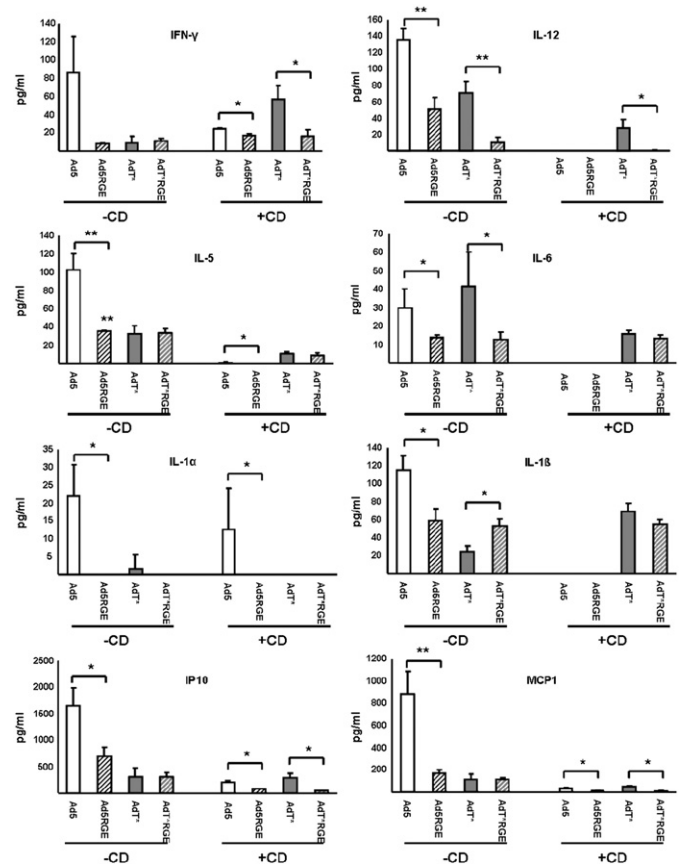 IFN-γ
pg/ml
140
120
100
80
60
40
20
**
*
*
Ad5
Ad5RGE
AdT*
AdT*RGE
Ad5
Ad5RGE
AdT*
AdT*RGE
-CD
+CD
IL-12
pg/ml
160
140
120
100
80
60
40
20
**
**
*
Ad5
Ad5RGE
AdT*
AdT*RGE
Ad5
Ad5RGE
AdT*
AdT*RGE
-CD
+CD
IL-5
pg/ml
140
120
100
80
60
40
20
**
**
*
Ad5
Ad5RGE
AdT*
AdT*RGE
Ad5
Ad5RGE
AdT*
AdT*RGE
-CD
+CD
IL-6
pg/ml
70
60
50
40
30
20
10
*
*
Ad5
Ad5RGE
AdT*
AdT*RGE
Ad5
Ad5RGE
AdT*
AdT*RGE
-CD
+CD
IL-1α
pg/ml
35
30
25
20
15
10
5
*
*
Ad5
Ad5RGE
AdT*
AdT*RGE
Ad5
Ad5RGE
AdT*
AdT*RGE
-CD
+CD
IL-1ß
pg/ml
140
120
100
80
60
40
20
*
*
Ad5
Ad5RGE
AdT*
AdT*RGE
Ad5
Ad5RGE
AdT*
AdT*RGE
-CD
+CD
IP10
pg/ml
2500
1500
1500
1000
500
*
*
*
Ad5
Ad5RGE
AdT*
AdT*RGE
Ad5
Ad5RGE
AdT*
AdT*RGE
-CD
+CD
MCP1
pg/ml
1200
1000
800
600
400
200
**
*
*
Ad5
Ad5RGE
AdT*
AdT*RGE
Ad5
Ad5RGE
AdT*
AdT*RGE
-CD
+CD